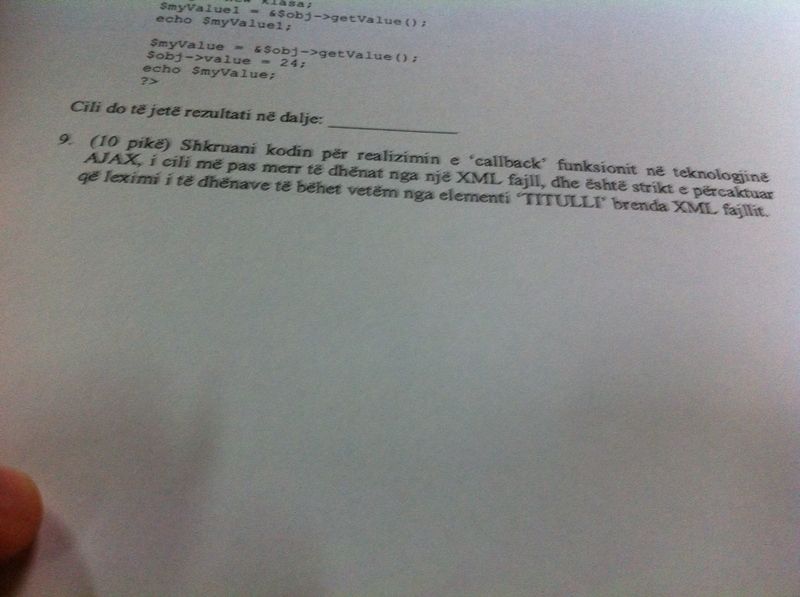 klasa;
$myValue1 = &$obj->getValue();
echo $myValue1;
$myValue = &$obj->getValue();
$obj->value = 24;
echo $myValue;
?>
Cili do të jetë rezultati në dalje: _______________
9. (10 pikë) Shkruani kodin për realizimin e ‘callback’ funksionit në teknologjinë
AJAX, i cili më pas merr të dhënat nga një XML fajll, dhe është strikt e përcaktuar
që leximi i të dhënave të bëhet vetëm nga elementi ‘TITULLI’ brenda XML fajllit.